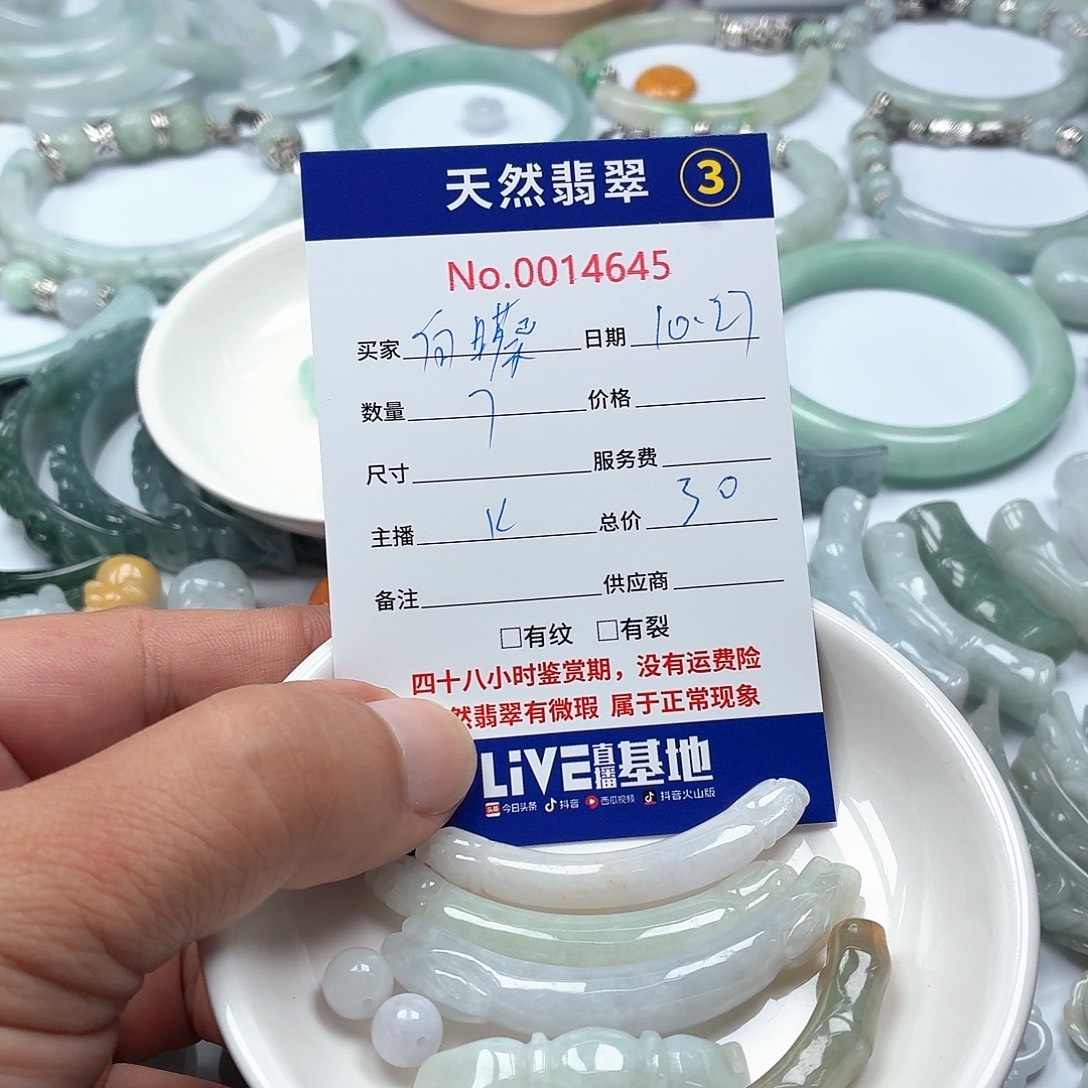 天然翡翠 3
No.0014645
买家 日期 10.27
数量 7 价格
尺寸 服务费
主播 K 总价 30
备注 供应商
□有纹 □有裂
四十八小时鉴赏期，没有运费险
然翡翠有微瑕 属于正常现象
LiVE直播基地
头条 今日头条 抖音 西瓜视频 抖音火山版